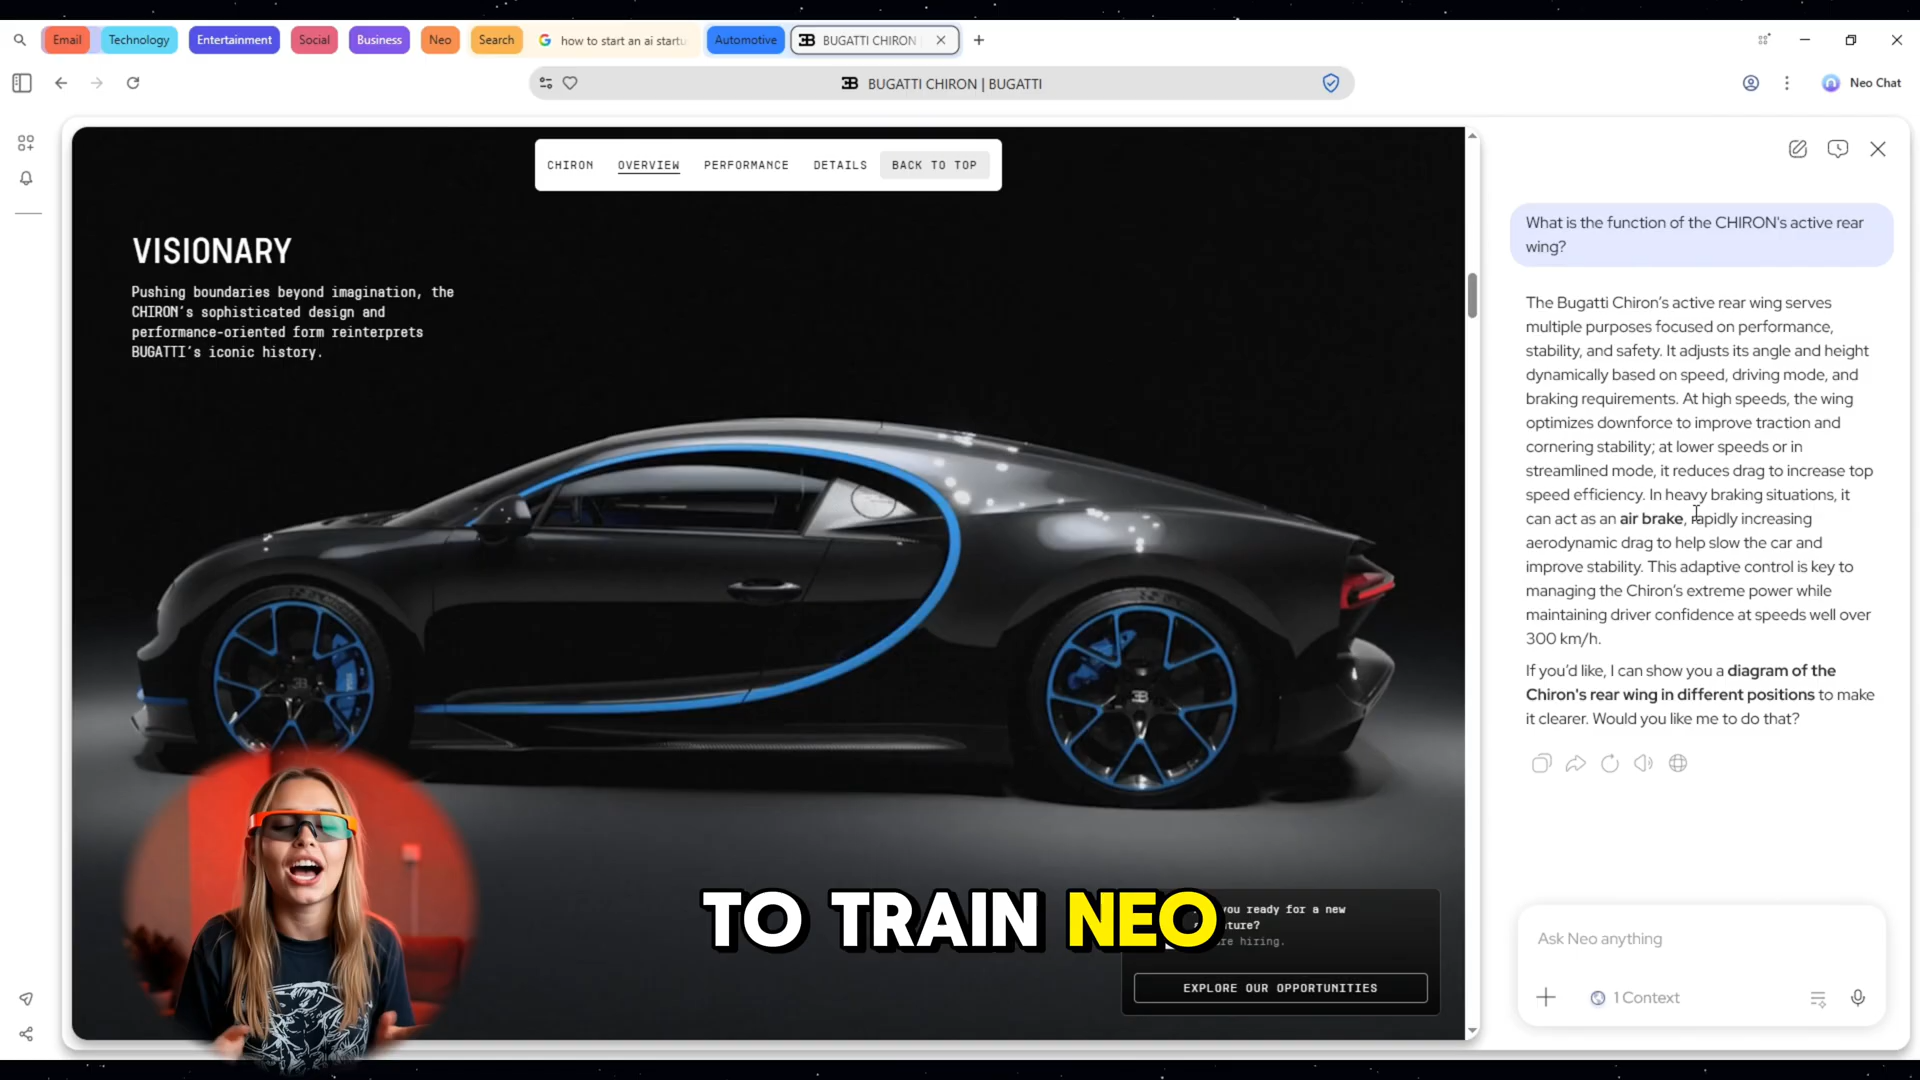 Email
Technology
Entertainment
Social
Business
Neo
Search
how to start an ai startu
Automotive
BUGATTI CHIRON
BUGATTI CHIRON | BUGATTI
Neo Chat
CHIRON
OVERVIEW
PERFORMANCE
DETAILS
BACK TO TOP
VISIONARY
Pushing boundaries beyond imagination, the
CHIRON's sophisticated design and
performance-oriented form reinterprets
BUGATTI's iconic history.
What is the function of the CHIRON's active rear
wing?
The Bugatti Chiron's active rear wing serves
multiple purposes focused on performance,
stability, and safety. It adjusts its angle and height
dynamically based on speed, driving mode, and
braking requirements. At high speeds, the wing
optimizes downforce to improve traction and
cornering stability; at lower speeds or in
streamlined mode, it reduces drag to increase top
speed efficiency. In heavy braking situations, it
can act as an air brake, rapidly increasing
aerodynamic drag to help slow the car and
improve stability. This adaptive control is key to
managing the Chiron's extreme power while
maintaining driver confidence at speeds well over
300 km/h.
If you'd like, I can show you a diagram of the
Chiron's rear wing in different positions to make
it clearer. Would you like me to do that?
TO TRAIN NEO
you ready for a new
hiring.
EXPLORE OUR OPPORTUNITIES
Ask Neo anything
1 Context